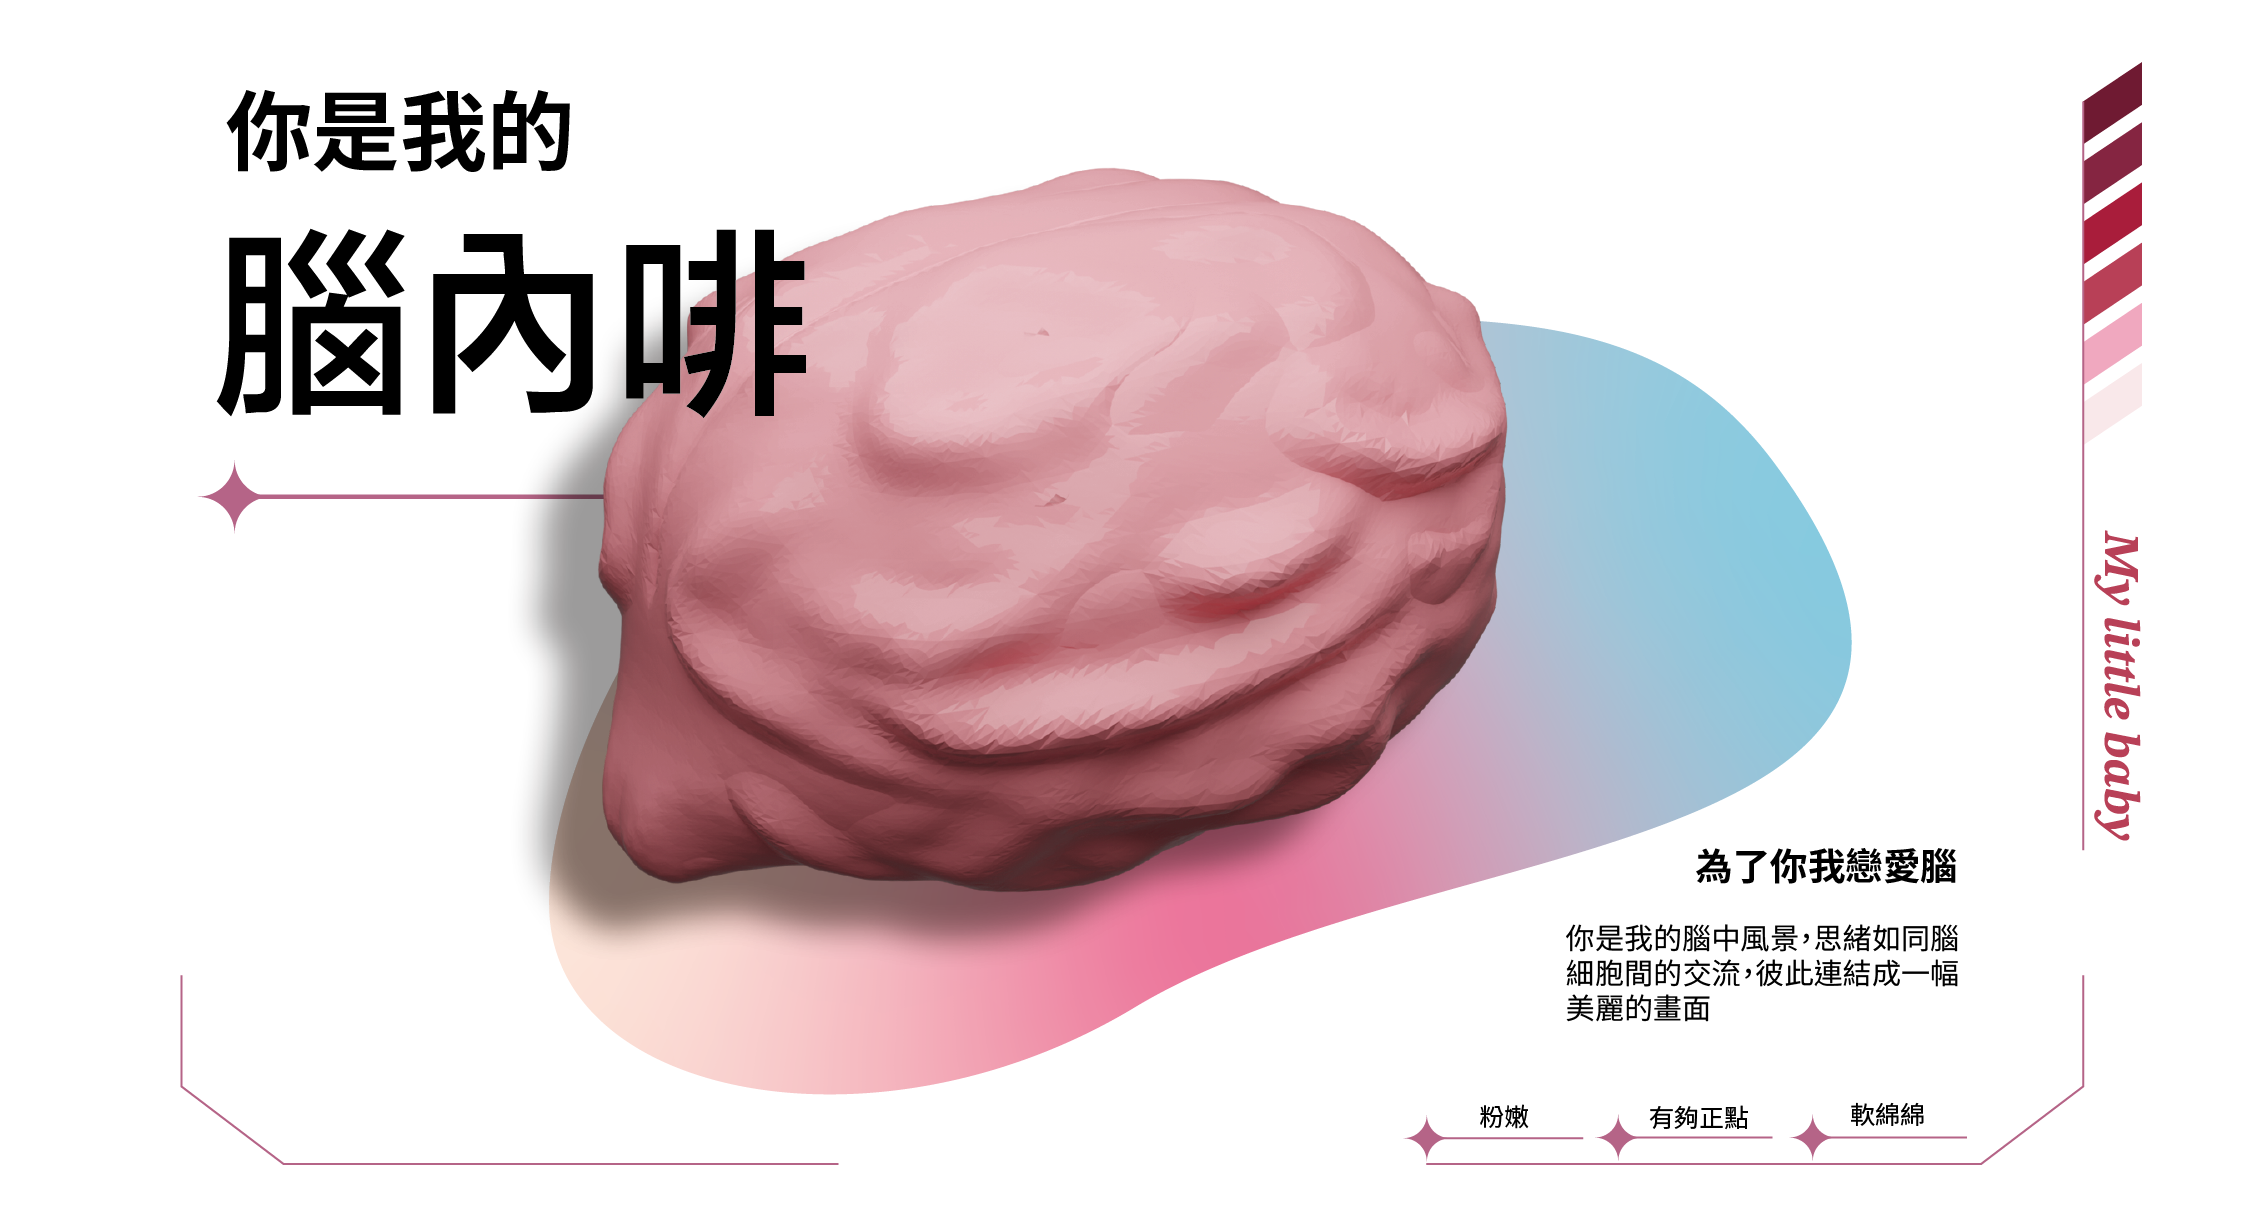 你是我的
腦內啡
My little baby
為了你我戀愛腦
你是我的腦中風景，思緒如同腦
細胞間的交流，彼此連結成一幅
美麗的畫面
粉嫩
有夠正點
軟綿綿